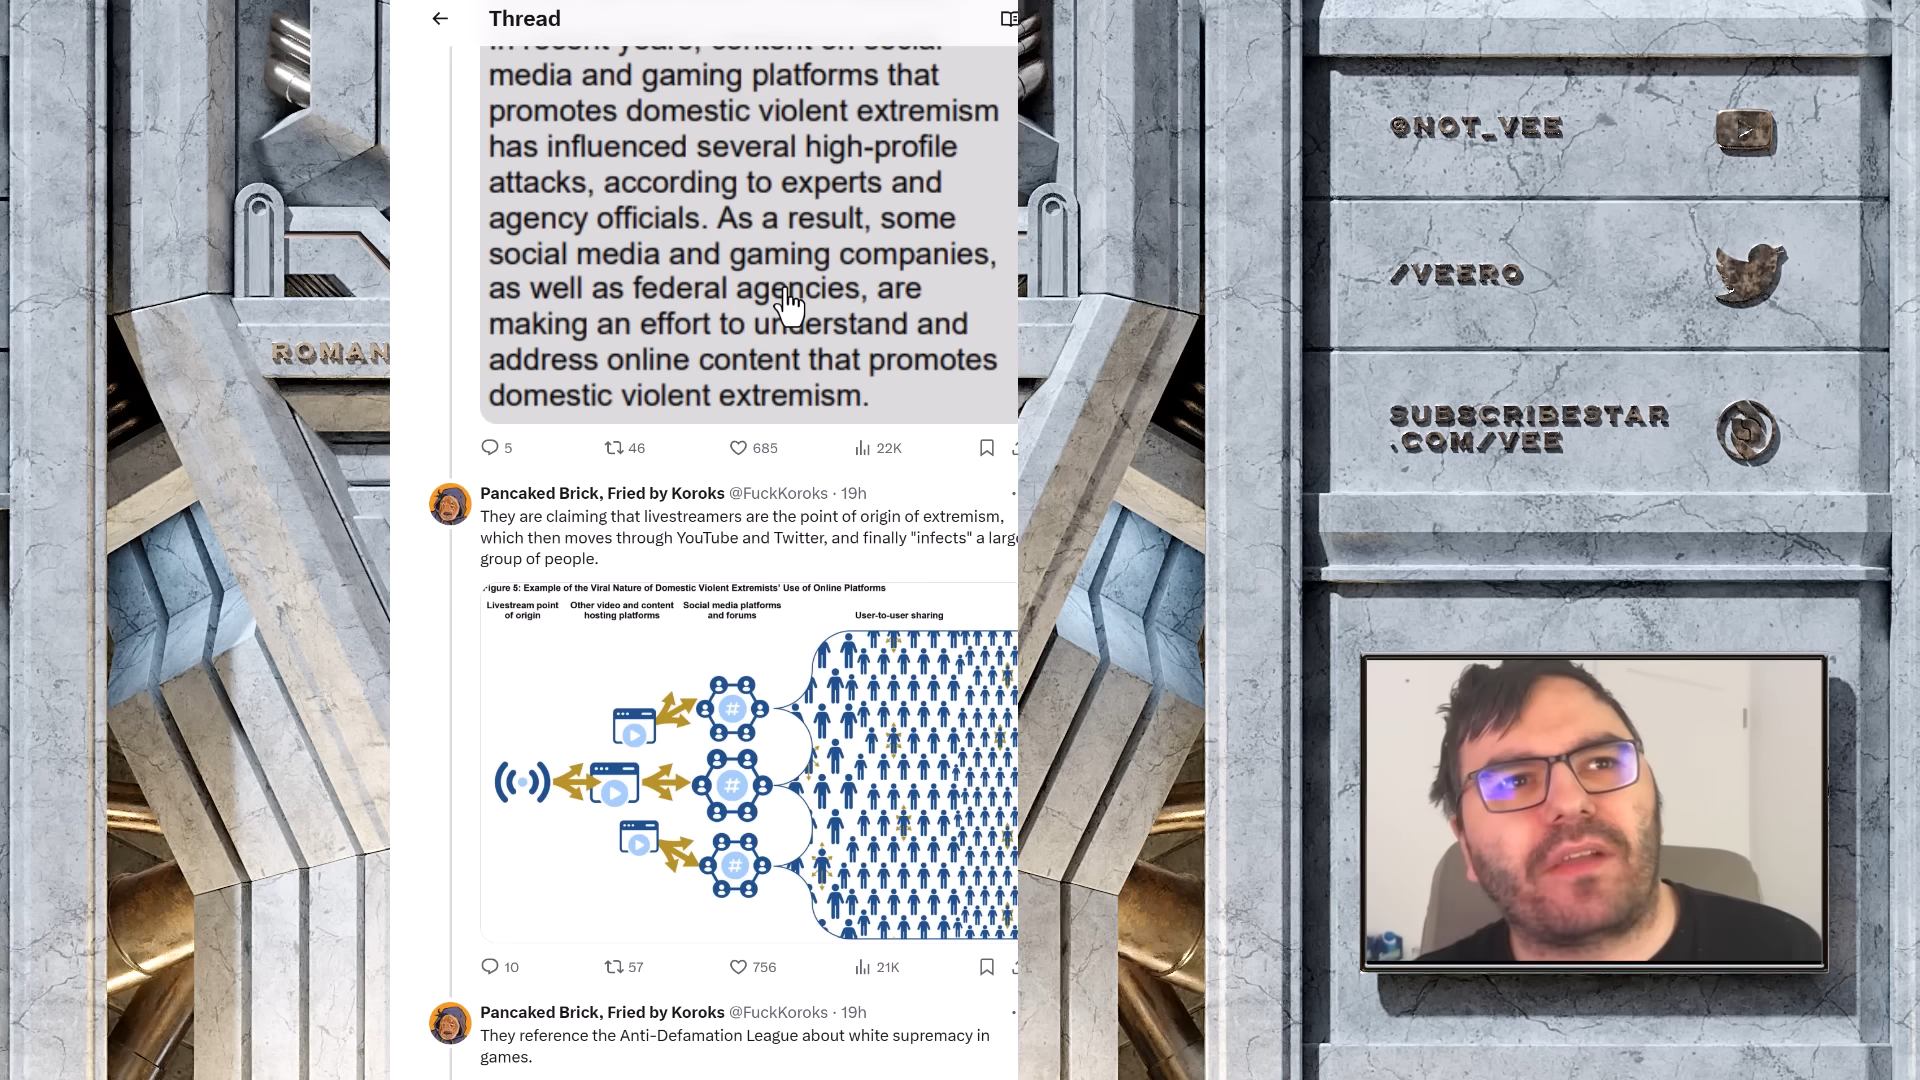 Thread
In recent years, content on social
media and gaming platforms that
promotes domestic violent extremism
has influenced several high-profile
attacks, according to experts and
agency officials. As a result, some
social media and gaming companies,
as well as federal agencies, are
making an effort to understand and
address online content that promotes
domestic violent extremism.
5 46 685 22K
Pancaked Brick, Fried by Koroks @FuckKoroks · 19h
They are claiming that livestreamers are the point of origin of extremism,
which then moves through YouTube and Twitter, and finally "infects" a larg
group of people.
igure 5: Example of the Viral Nature of Domestic Violent Extremists' Use of Online Platforms
Livestream point
of origin
Other video and content
hosting platforms
Social media platforms
and forums
User-to-user sharing
#
#
#
10 57 756 21K
Pancaked Brick, Fried by Koroks @FuckKoroks · 19h
They reference the Anti-Defamation League about white supremacy in
games.
ROMAN
@NOT_VEE
/VEERO
SUBSCRIBESTAR
.COM/VEE